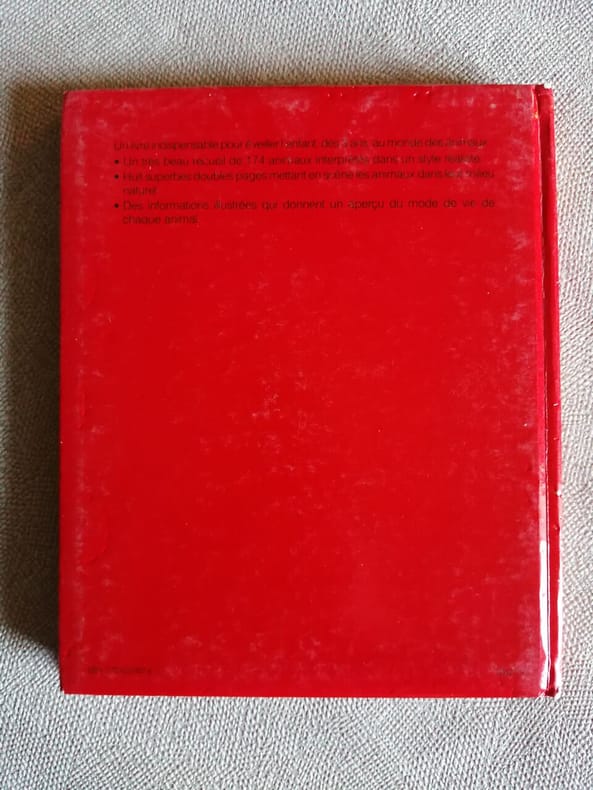 Un livre indispensable pour éveiller l'enfant, dès 3 ans, au monde des animaux.
• Un très beau recueil de 174 animaux interprétés dans un style réaliste.
• Huit superbes doubles pages mettant en scène les animaux dans leur milieu
naturel.
• Des informations illustrées qui donnent un aperçu du mode de vie de
chaque animal.